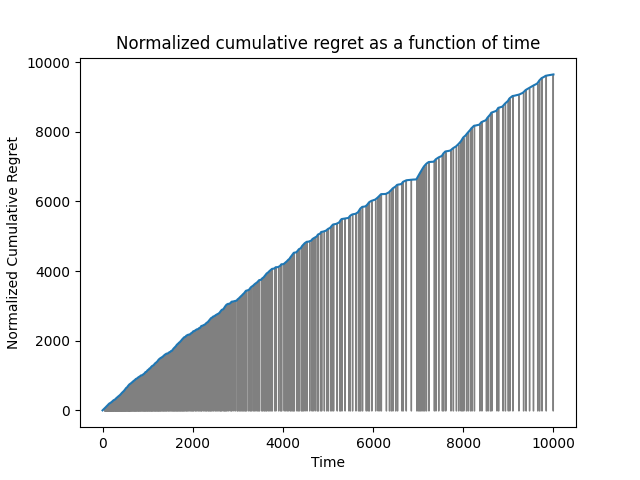 Normalized cumulative regret as a function of time
Normalized Cumulative Regret
10000
8000
6000
4000
2000
0
0 2000 4000 6000 8000 10000
Time